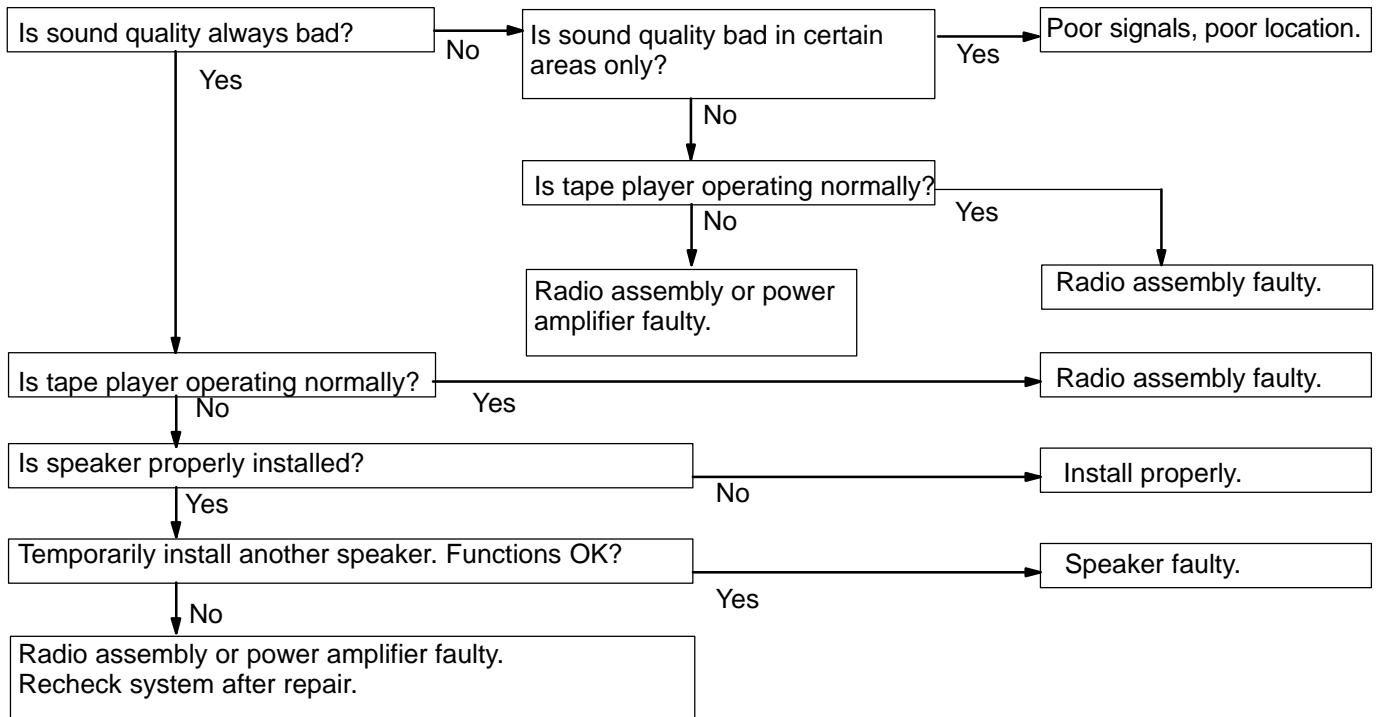 Is sound quality always bad?
No
Is sound quality bad in certain
areas only?
Yes
Poor signals, poor location.
Yes
No
Is tape player operating normally?
Yes
No
Radio assembly or power
amplifier faulty.
Radio assembly faulty.
Is tape player operating normally?
Yes
Radio assembly faulty.
No
Is speaker properly installed?
No
Install properly.
Yes
Temporarily install another speaker. Functions OK?
Yes
Speaker faulty.
No
Radio assembly or power amplifier faulty.
Recheck system after repair.